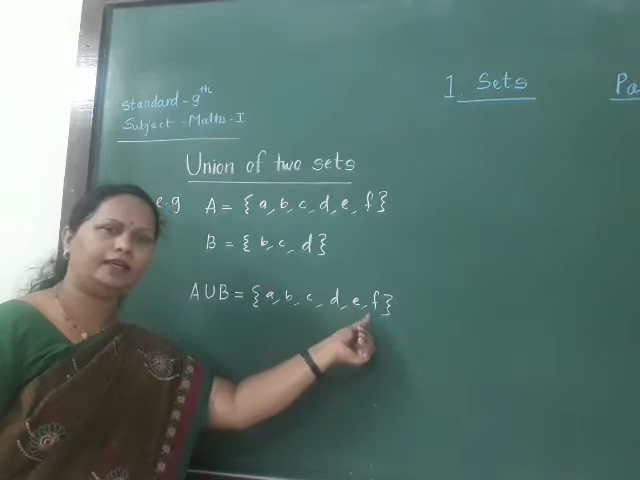 Standard - 9th
Subject - Maths - I
1. Sets
Union of two sets
e.g A = {a, b, c, d, e, f}
B = {b, c, d}
A∪B = {a, b, c, d, e, f}